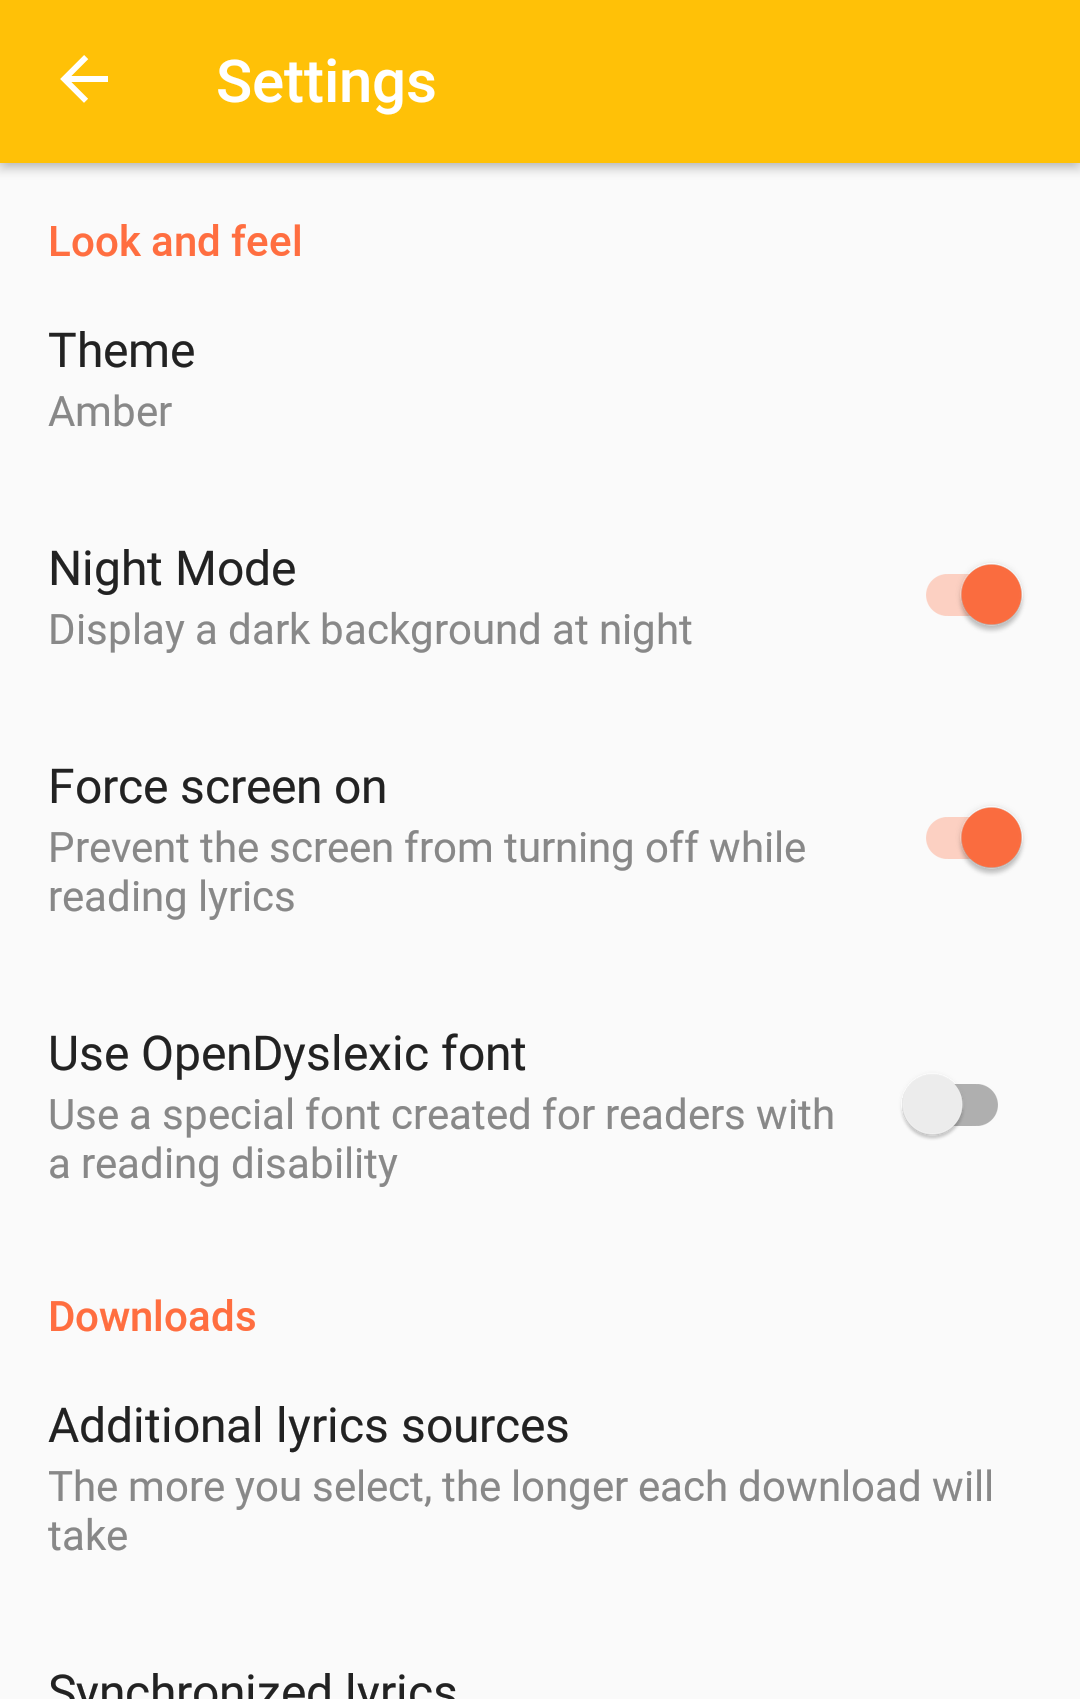 Settings
Look and feel
Theme
Amber
Night Mode
Display a dark background at night
Force screen on
Prevent the screen from turning off while
reading lyrics
Use OpenDyslexic font
Use a special font created for readers with
a reading disability
Downloads
Additional lyrics sources
The more you select, the longer each download will
take
Synchronized lyrics